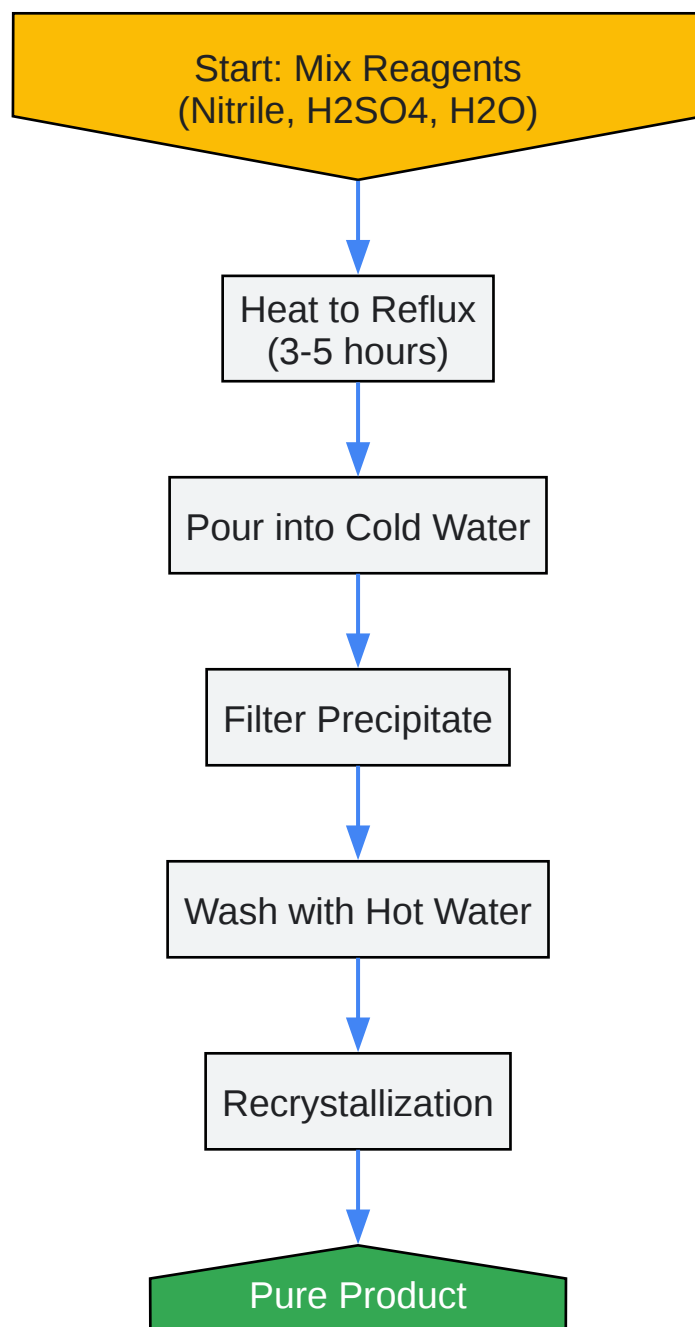 Start: Mix Reagents
(Nitrile, H2SO4, H2O)
Heat to Reflux
(3-5 hours)
Pour into Cold Water
Filter Precipitate
Wash with Hot Water
Recrystallization
Pure Product